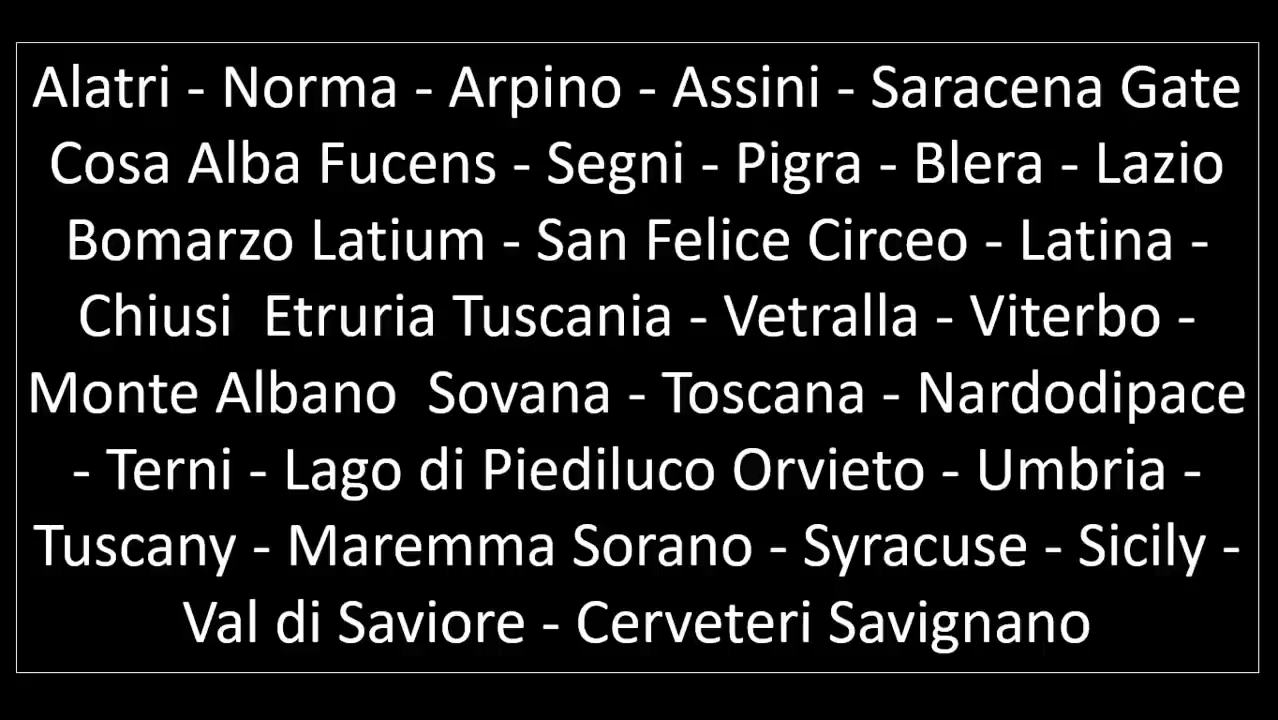 Alatri - Norma - Arpino - Assini - Saracena Gate
Cosa Alba Fucens - Segni - Pigra - Blera - Lazio
Bomarzo Latium - San Felice Circeo - Latina -
Chiusi  Etruria Tuscania - Vetralla - Viterbo -
Monte Albano  Sovana - Toscana - Nardodipace
- Terni - Lago di Piediluco Orvieto - Umbria -
Tuscany - Maremma Sorano - Syracuse - Sicily -
Val di Saviore - Cerveteri Savignano